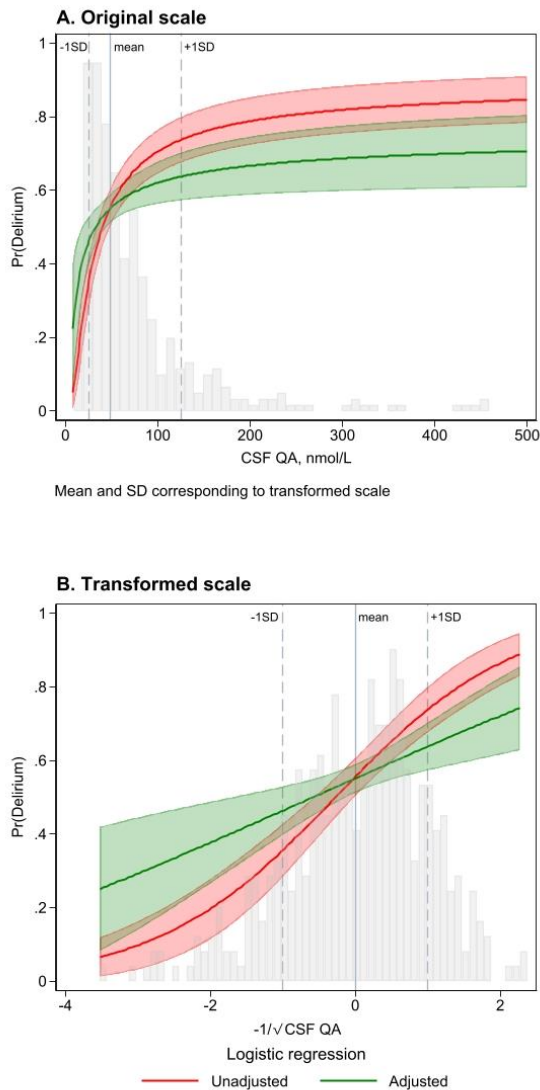 A. Original scale
-1SD mean +1SD
1
.8
.6
.4
.2
0
Pr(Delirium)
0 100 200 300 400 500
CSF QA, nmol/L
Mean and SD corresponding to transformed scale
B. Transformed scale
-1SD mean +1SD
1
.8
.6
.4
.2
0
Pr(Delirium)
-4 -2 0 2
-1/√CSF QA
Logistic regression
Unadjusted Adjusted